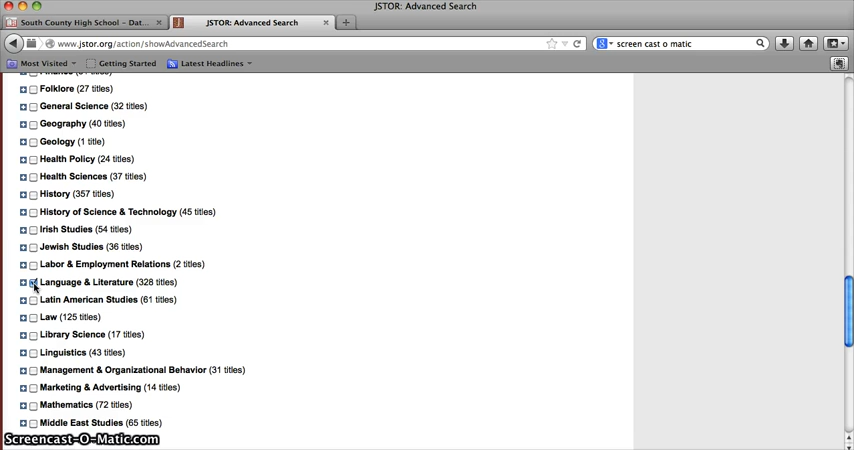 JSTOR: Advanced Search
South County High School – Dat...
JSTOR: Advanced Search
www.jstor.org/action/showAdvancedSearch
screen cast o matic
Most Visited
Getting Started
Latest Headlines
Folklore (27 titles)
General Science (32 titles)
Geography (40 titles)
Geology (1 title)
Health Policy (24 titles)
Health Sciences (37 titles)
History (357 titles)
History of Science & Technology (45 titles)
Irish Studies (54 titles)
Jewish Studies (36 titles)
Labor & Employment Relations (2 titles)
Language & Literature (328 titles)
Latin American Studies (61 titles)
Law (125 titles)
Library Science (17 titles)
Linguistics (43 titles)
Management & Organizational Behavior (31 titles)
Marketing & Advertising (14 titles)
Mathematics (72 titles)
Middle East Studies (65 titles)
Screencast-O-Matic.com